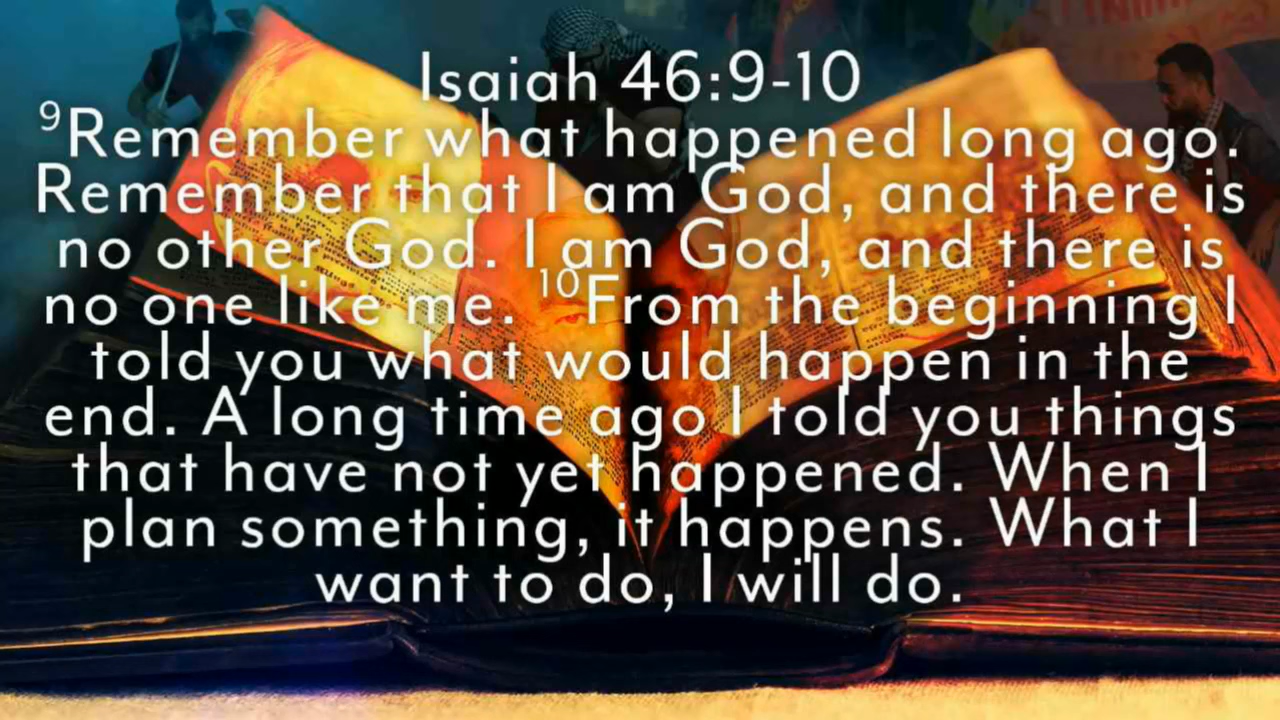 Isaiah 46:9-10
⁹Remember what happened long ago.
Remember that I am God, and there is
no other God. I am God, and there is
no one like me. ¹⁰From the beginning I
told you what would happen in the
end. A long time ago I told you things
that have not yet happened. When I
plan something, it happens. What I
want to do, I will do.